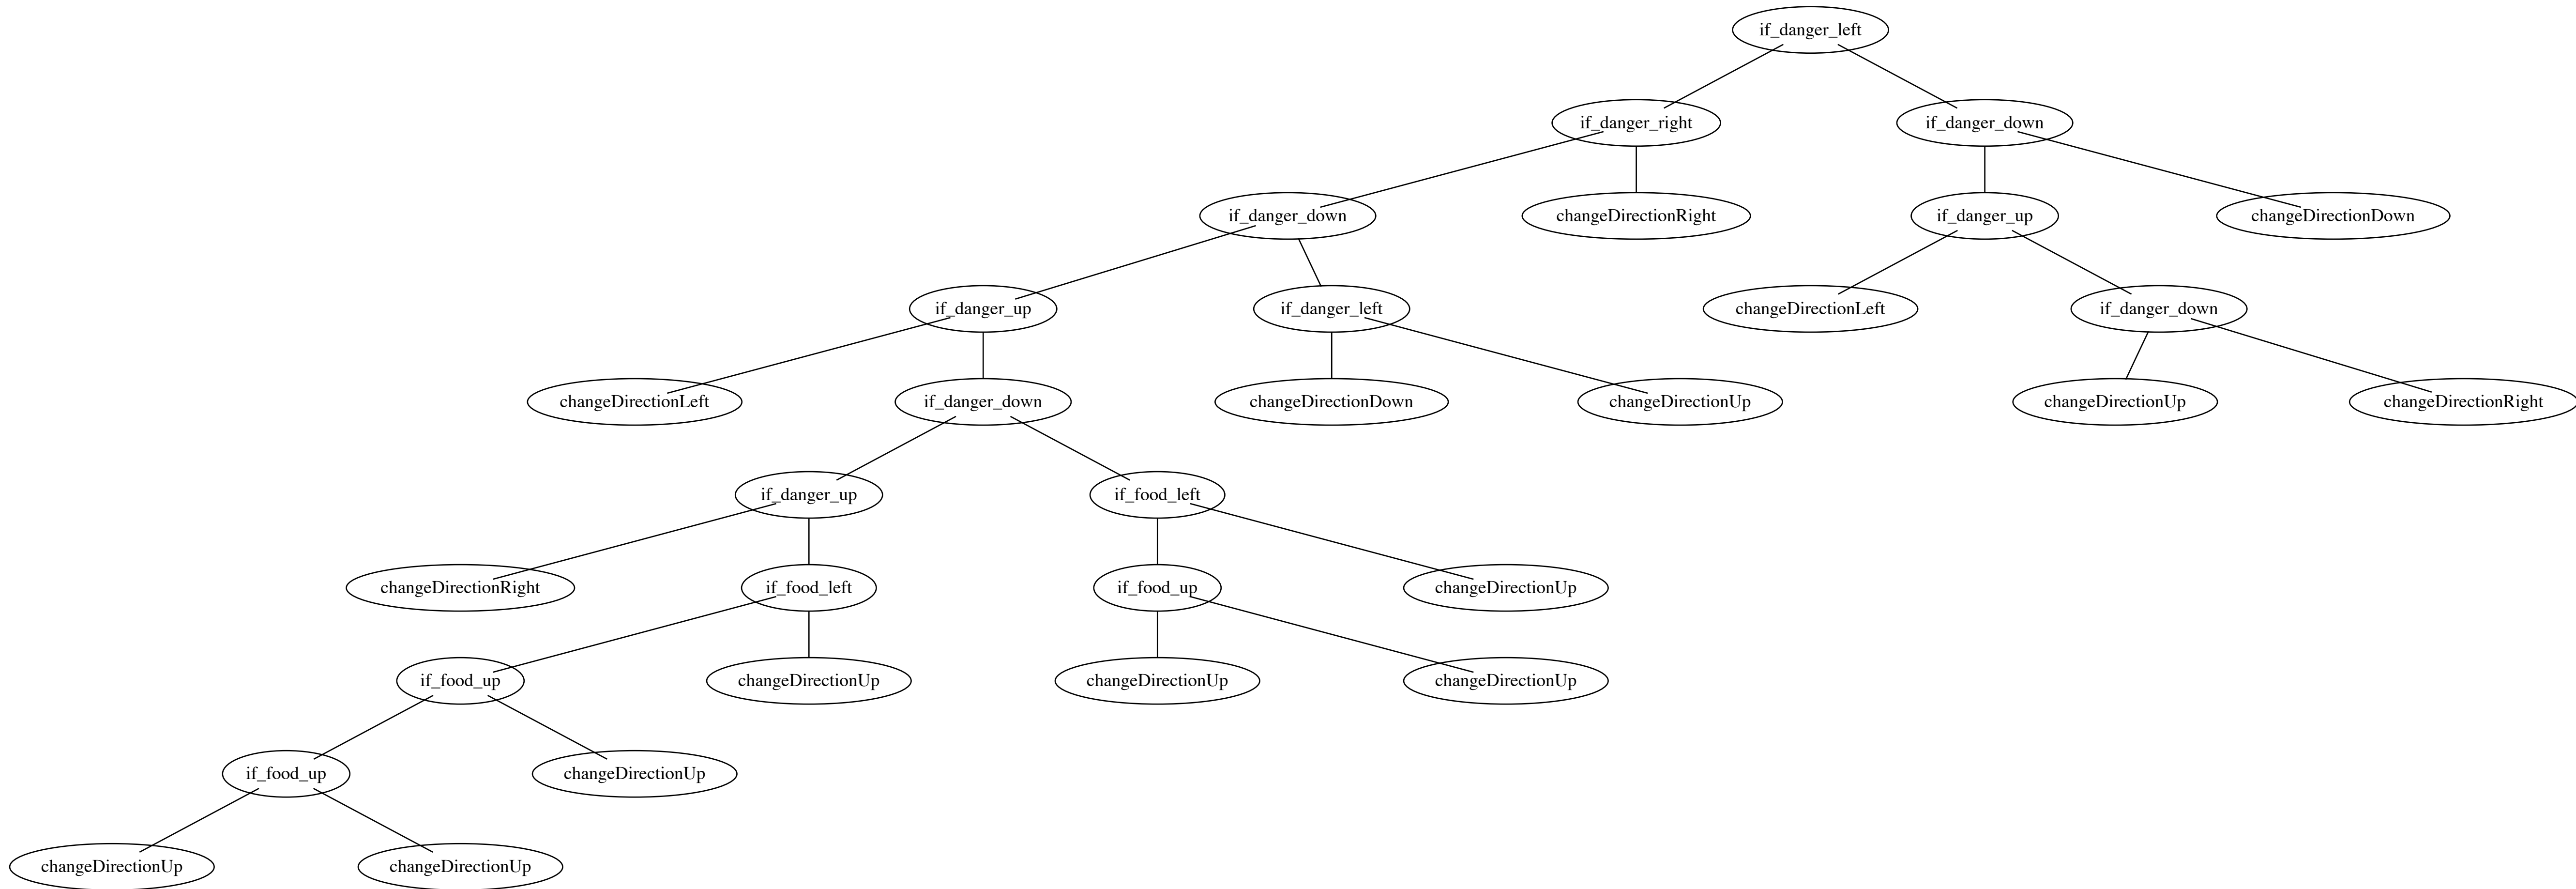 if_danger_left
if_danger_right
if_danger_down
if_danger_down
changeDirectionRight
if_danger_up
changeDirectionDown
if_danger_up
if_danger_left
changeDirectionLeft
if_danger_down
changeDirectionLeft
if_danger_down
changeDirectionDown
changeDirectionUp
changeDirectionUp
changeDirectionRight
if_danger_up
if_food_left
changeDirectionRight
if_food_left
if_food_up
changeDirectionUp
if_food_up
changeDirectionUp
changeDirectionUp
changeDirectionUp
if_food_up
changeDirectionUp
changeDirectionUp
changeDirectionUp